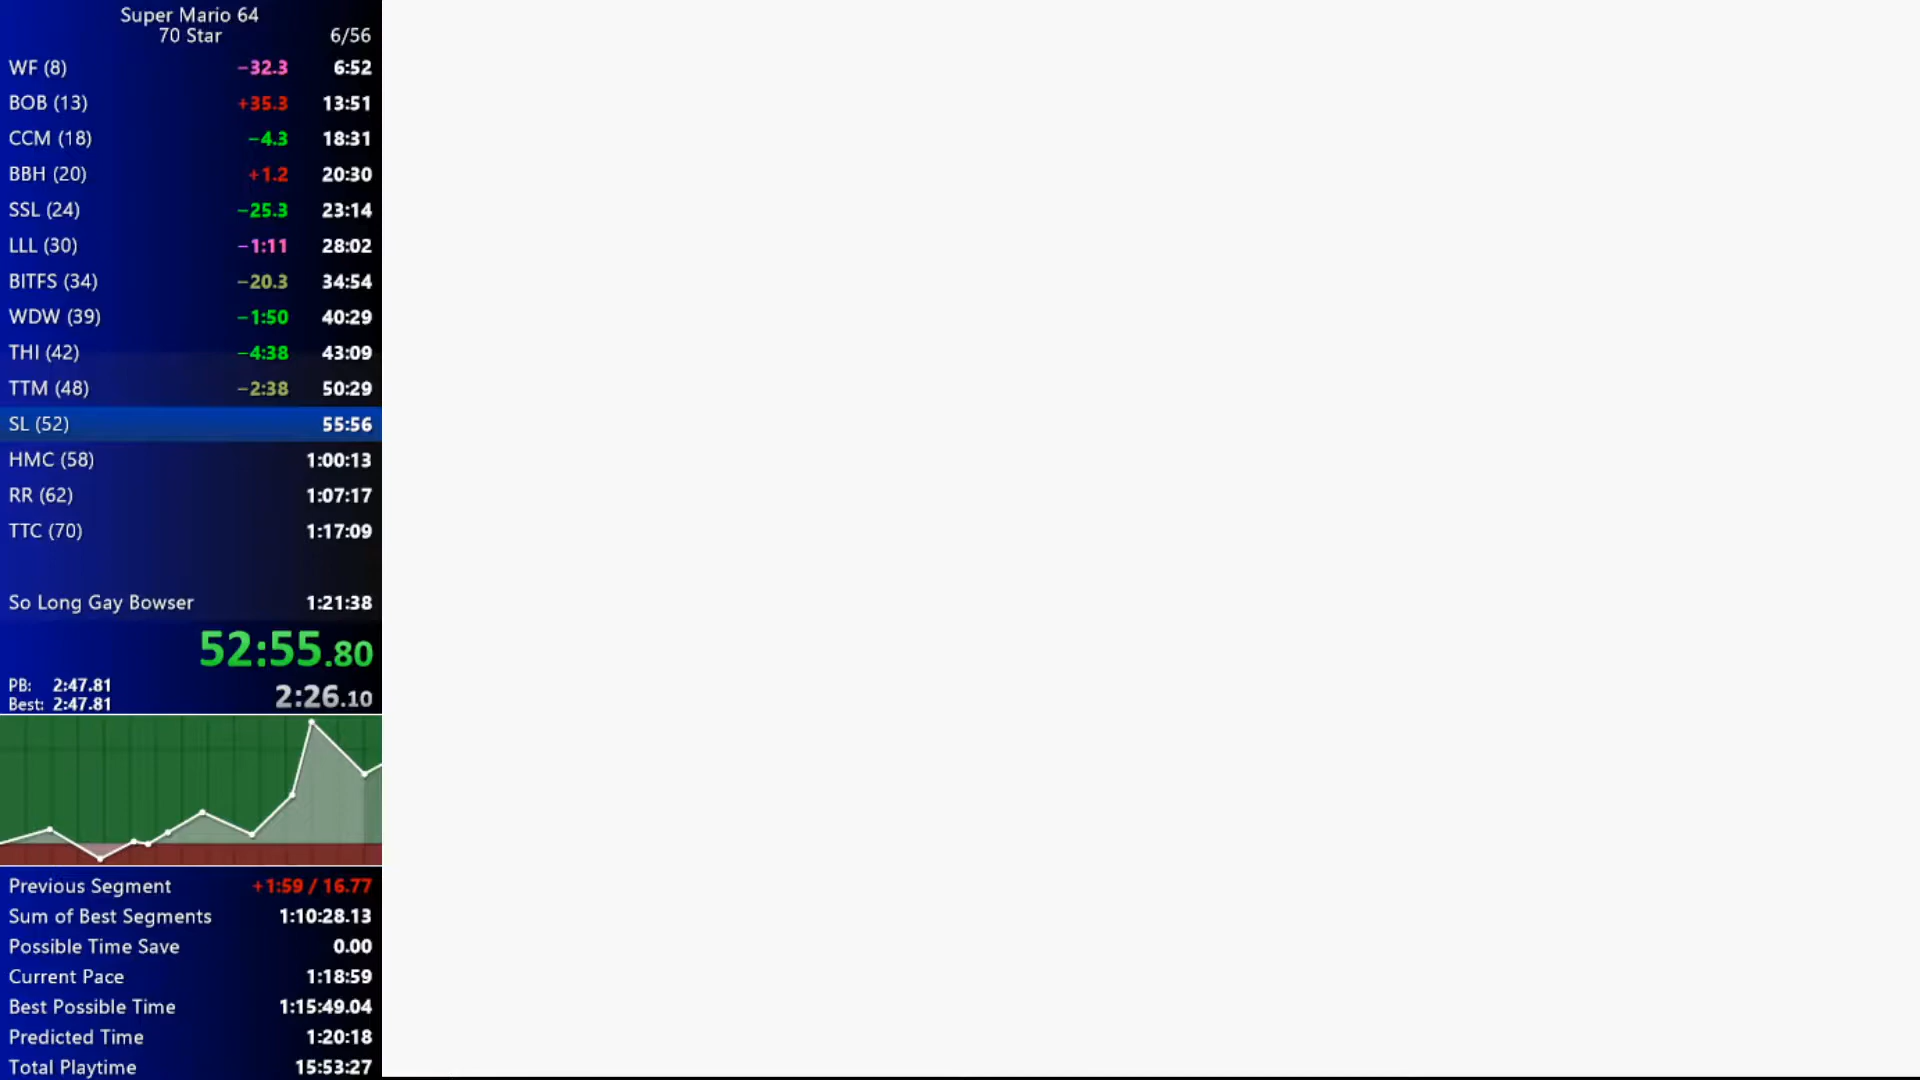 Super Mario 64
70 Star 6/56
WF (8) −32.3 6:52
BOB (13) +35.3 13:51
CCM (18) −4.3 18:31
BBH (20) +1.2 20:30
SSL (24) −25.3 23:14
LLL (30) −1:11 28:02
BITFS (34) −20.3 34:54
WDW (39) −1:50 40:29
THI (42) −4:38 43:09
TTM (48) −2:38 50:29
SL (52) 55:56
HMC (58) 1:00:13
RR (62) 1:07:17
TTC (70) 1:17:09
So Long Gay Bowser 1:21:38
52:55.80
PB: 2:47.81
Best: 2:47.81
2:26.10
Previous Segment +1:59 / 16.77
Sum of Best Segments 1:10:28.13
Possible Time Save 0.00
Current Pace 1:18:59
Best Possible Time 1:15:49.04
Predicted Time 1:20:18
Total Playtime 15:53:27